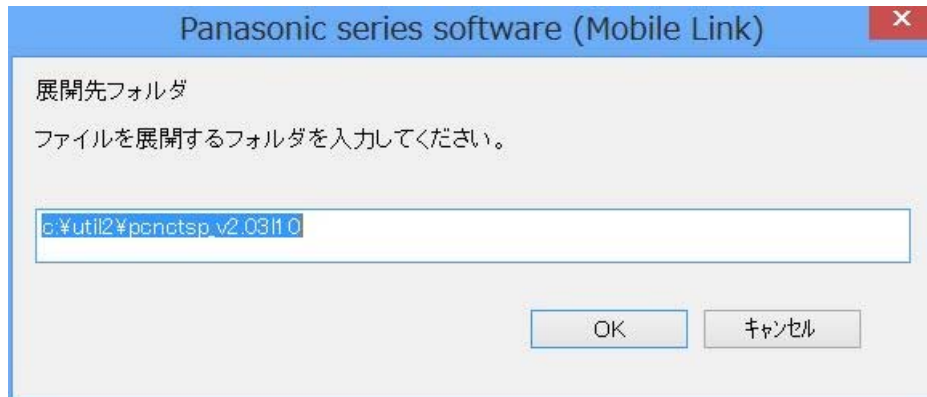 Panasonic series software (Mobile Link)
展開先フォルダ
ファイルを展開するフォルダを入力してください。
c:¥util2¥pcnctsp_v2.03l10
OK
キャンセル